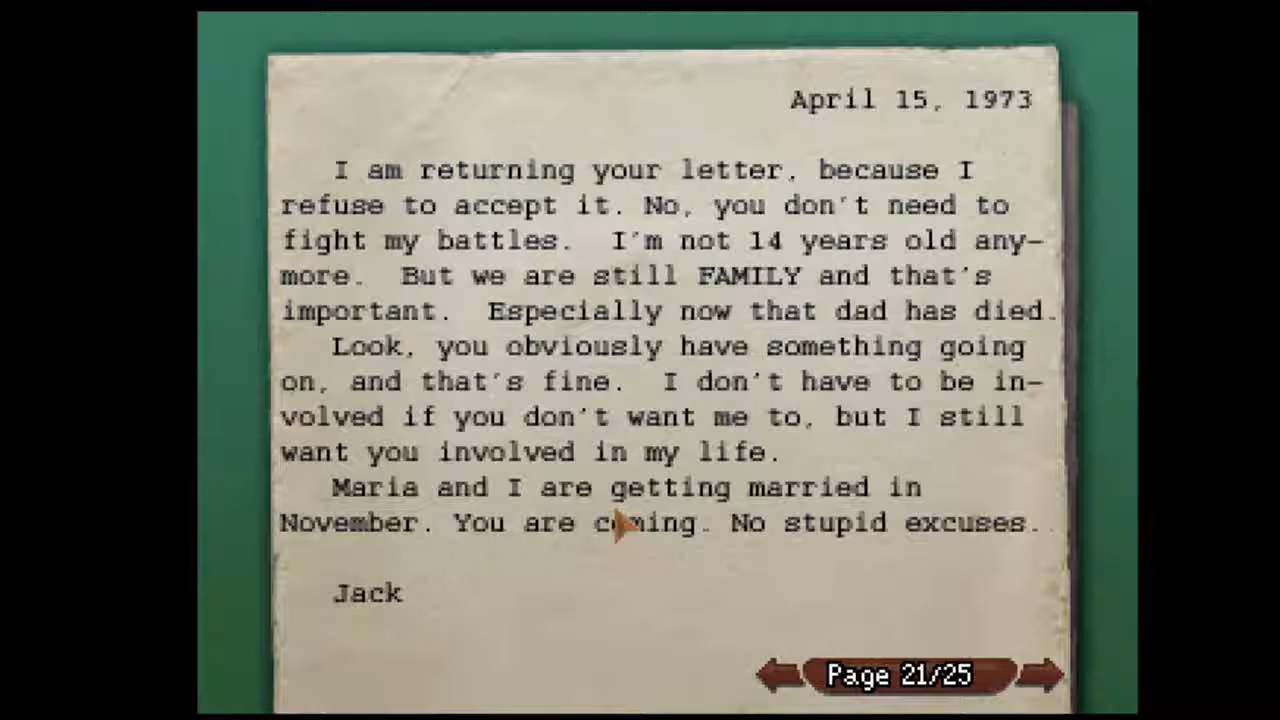 April 15, 1973
I am returning your letter, because I
refuse to accept it. No, you don't need to
fight my battles. I'm not 14 years old any-
more. But we are still FAMILY and that's
important. Especially now that dad has died.
Look, you obviously have something going
on, and that's fine. I don't have to be in-
volved if you don't want me to, but I still
want you involved in my life.
Maria and I are getting married in
November. You are coming. No stupid excuses.
Jack
Page 21/25